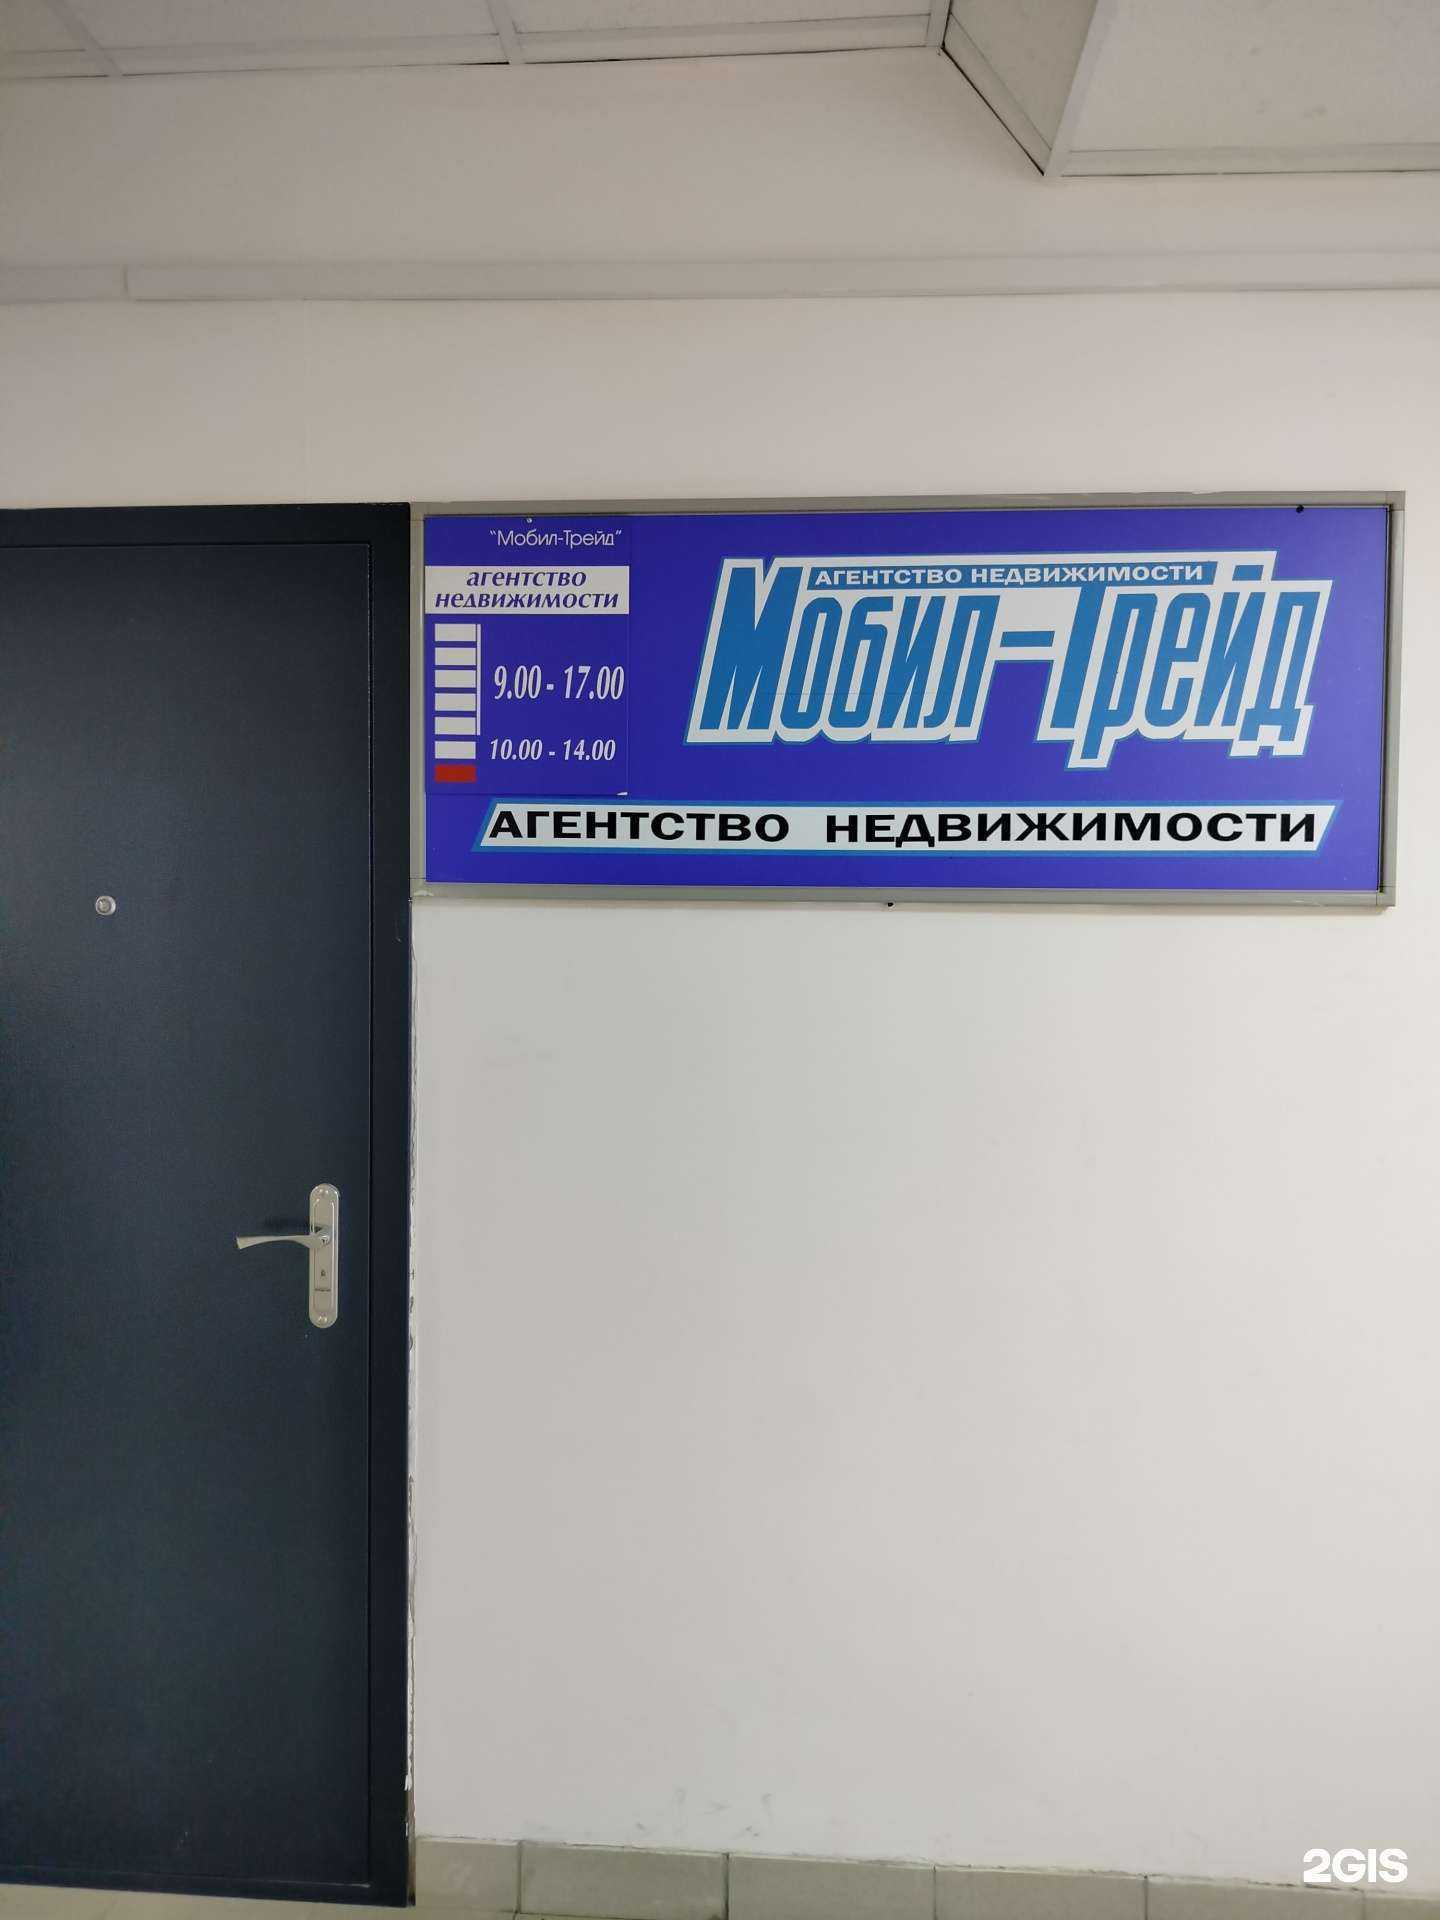 "Мобил-Трейд"
агентство
недвижимости
9.00 - 17.00
10.00 - 14.00
АГЕНТСТВО НЕДВИЖИМОСТИ
Мобил-Трейд
АГЕНТСТВО НЕДВИЖИМОСТИ
2GIS